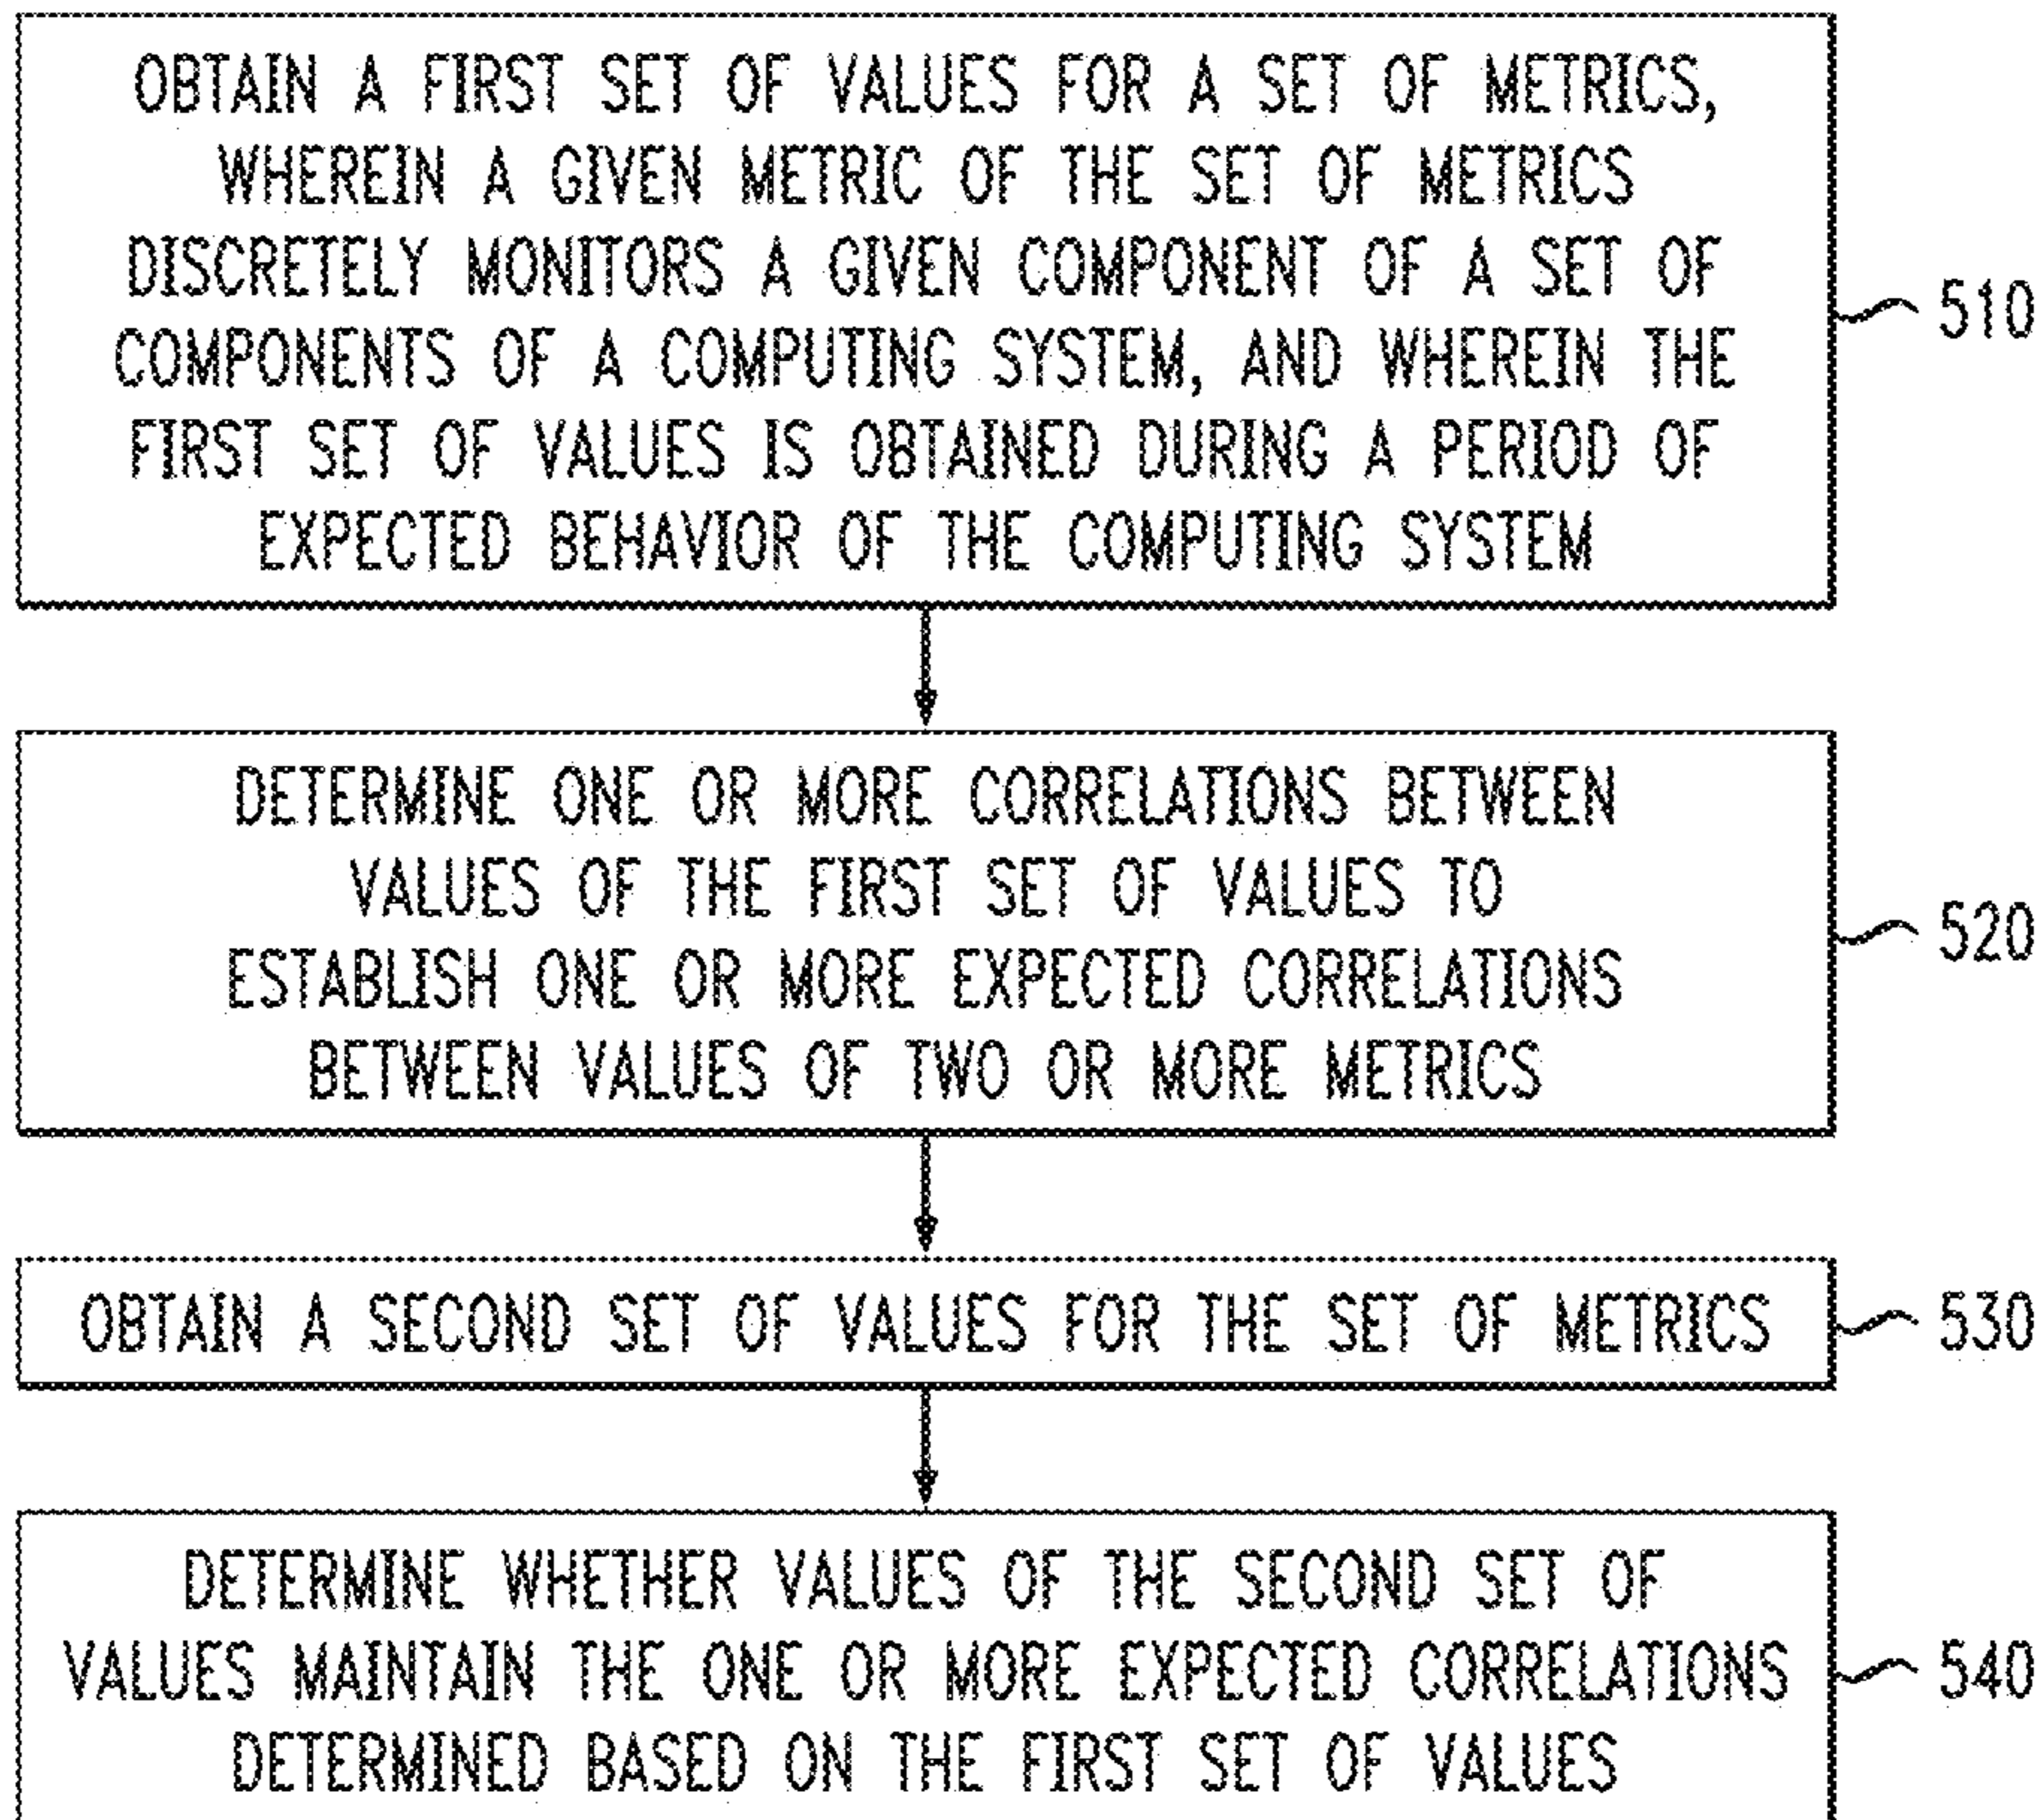 OBTAIN A FIRST SET OF VALUES FOR A SET OF METRICS,
WHEREIN A GIVEN METRIC OF THE SET OF METRICS
DISCRETELY MONITORS A GIVEN COMPONENT OF A SET OF
COMPONENTS OF A COMPUTING SYSTEM, AND WHEREIN THE
FIRST SET OF VALUES IS OBTAINED DURING A PERIOD OF
EXPECTED BEHAVIOR OF THE COMPUTING SYSTEM
510
DETERMINE ONE OR MORE CORRELATIONS BETWEEN
VALUES OF THE FIRST SET OF VALUES TO
ESTABLISH ONE OR MORE EXPECTED CORRELATIONS
BETWEEN VALUES OF TWO OR MORE METRICS
520
OBTAIN A SECOND SET OF VALUES FOR THE SET OF METRICS
530
DETERMINE WHETHER VALUES OF THE SECOND SET OF
VALUES MAINTAIN THE ONE OR MORE EXPECTED CORRELATIONS
DETERMINED BASED ON THE FIRST SET OF VALUES
540